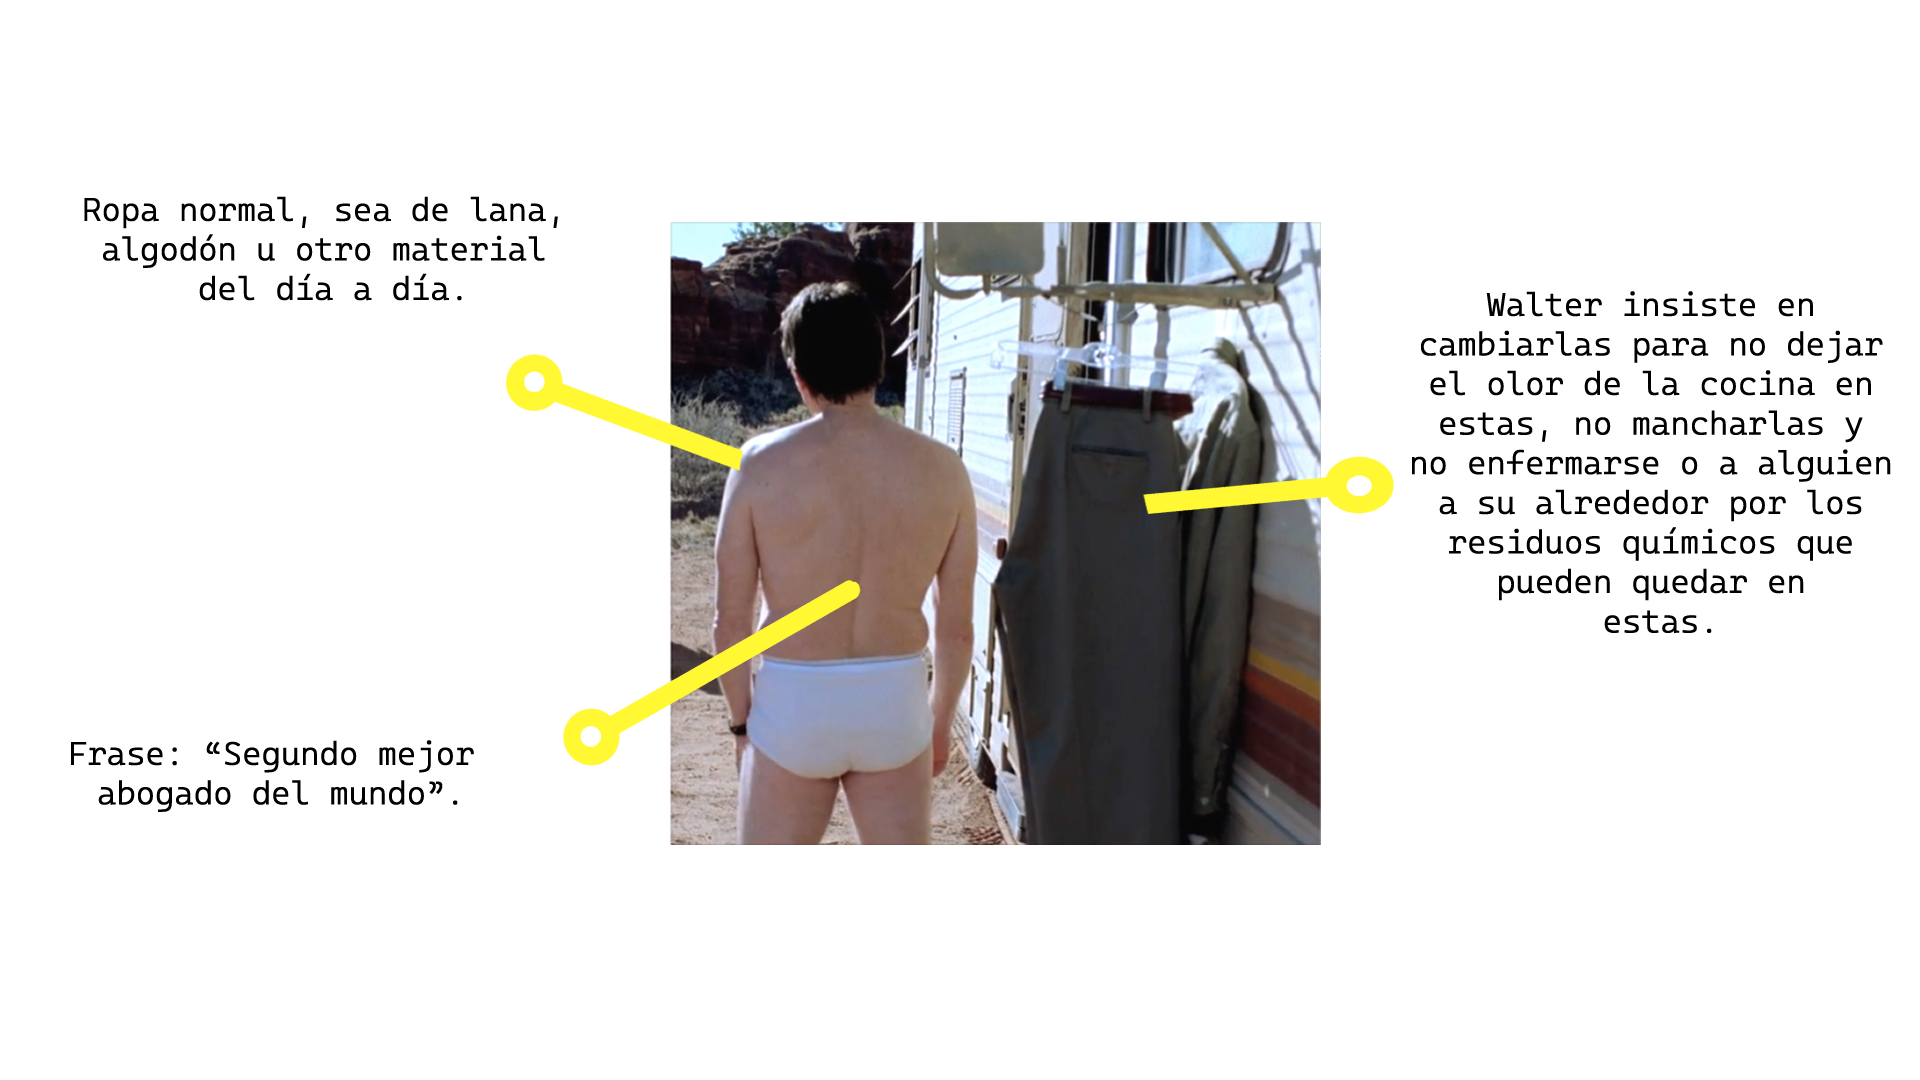 Ropa normal, sea de lana,
algodón u otro material
del día a día.
Walter insiste en
cambiarlas para no dejar
el olor de la cocina en
estas, no mancharlas y
no enfermarse o a alguien
a su alrededor por los
residuos químicos que
pueden quedar en
estas.
Frase: “Segundo mejor
abogado del mundo”.